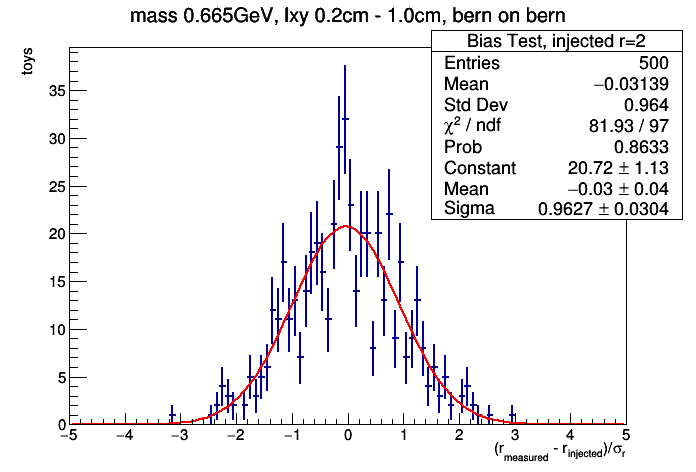 mass 0.665GeV, lxy 0.2cm - 1.0cm, bern on bern
toys
Bias Test, injected r=2
Entries 500
Mean −0.03139
Std Dev 0.964
χ² / ndf 81.93 / 97
Prob 0.8633
Constant 20.72 ± 1.13
Mean −0.03 ± 0.04
Sigma 0.9627 ± 0.0304
35
30
25
20
15
10
5
0
−5 −4 −3 −2 −1 0 1 2 3 4 5
(r_measured - r_injected)/σ_r